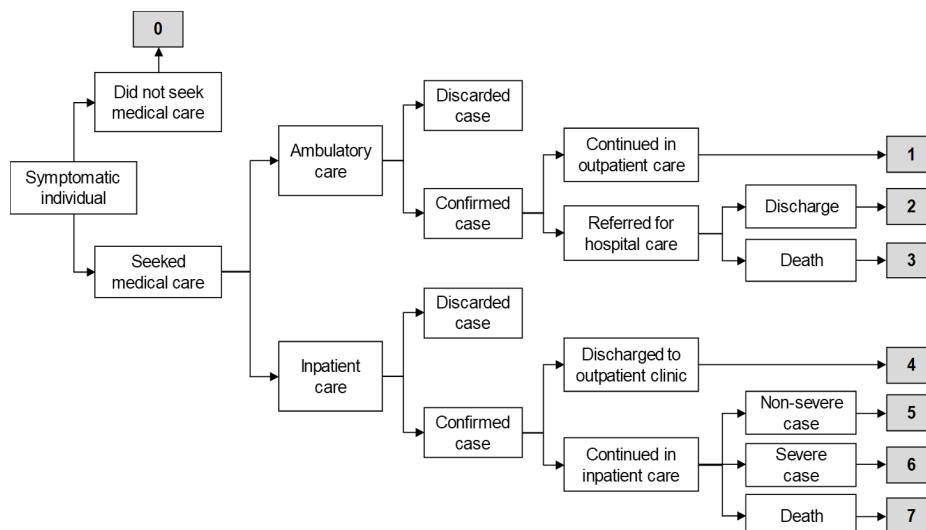 0
Did not seek
medical care
Symptomatic
individual
Seeked
medical care
Ambulatory
care
Discarded
case
Confirmed
case
Continued in
outpatient care
1
Referred for
hospital care
Discharge
2
Death
3
Inpatient
care
Discarded
case
Confirmed
case
Discharged to
outpatient clinic
4
Continued in
inpatient care
Non-severe
case
5
Severe
case
6
Death
7